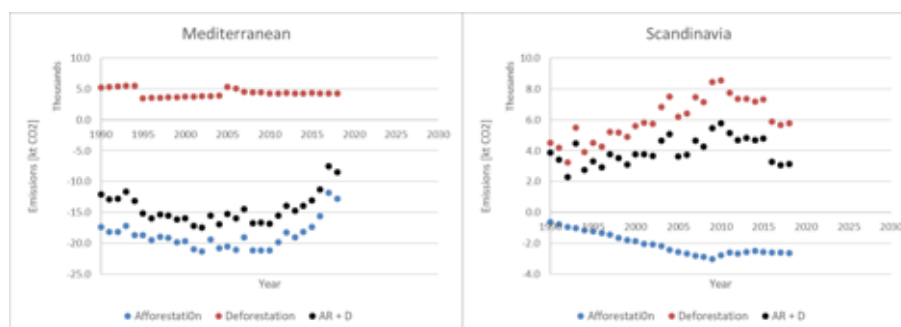 Mediterranean
Thousands
Emissions [kt CO2]
10.0
5.0
0.0
-5.0
-10.0
-15.0
-20.0
-25.0
1990 1995 2000 2005 2010 2015 2020 2025 2030
Year
Afforestati0n Deforestation AR + D
Scandinavia
Thousands
Emissions [kt CO2]
10.0
8.0
6.0
4.0
2.0
0.0
-2.0
-4.0
1990 1995 2000 2005 2010 2015 2020 2025 2030
Year
Afforestati0n Deforestation AR + D